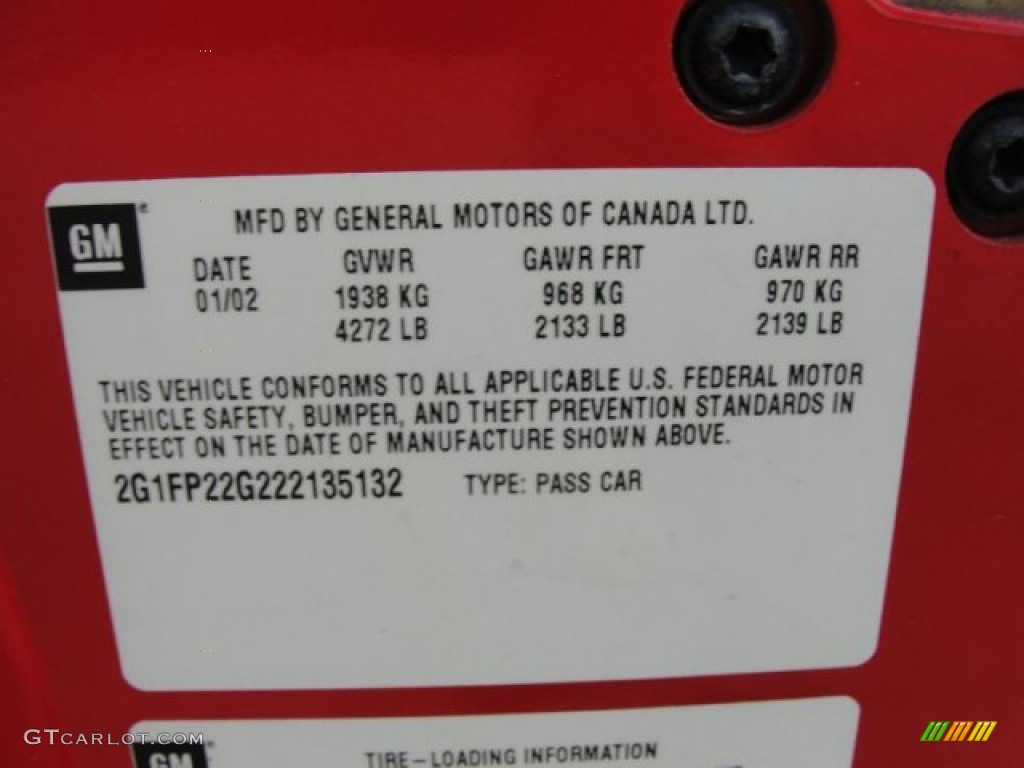 GM
MFD BY GENERAL MOTORS OF CANADA LTD.
DATE GVWR GAWR FRT GAWR RR
01/02 1938 KG 968 KG 970 KG
4272 LB 2133 LB 2139 LB
THIS VEHICLE CONFORMS TO ALL APPLICABLE U.S. FEDERAL MOTOR
VEHICLE SAFETY, BUMPER, AND THEFT PREVENTION STANDARDS IN
EFFECT ON THE DATE OF MANUFACTURE SHOWN ABOVE.
2G1FP22G222135132 TYPE: PASS CAR
GM TIRE-LOADING INFORMATION
GTCARLOT.COM